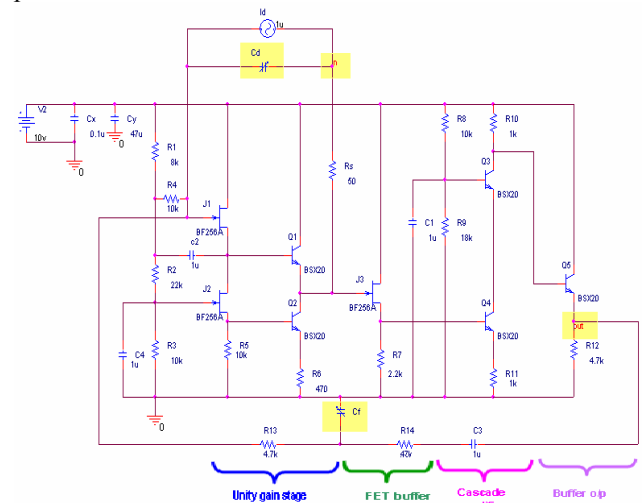 Id
1u
Cd
n
V2
10v
Cx
0.1u
Cy
47u
0
0
R1
8k
R4
10k
J1
BF256A
c2
1u
R2
22k
J2
BF256A
C4
1u
R3
10k
R5
10k
0
Q1
BSX20
Q2
BSX20
R6
470
Rs
50
J3
BF256A
R7
2.2k
R8
10k
C1
1u
R9
18k
R10
1k
Q3
BSX20
Q4
BSX20
R11
1k
Q5
BSX20
out
R12
4.7k
Cf
R13
4.7k
R14
C3
1u
Unity gain stage
FET buffer
Cascade
Buffer o/p